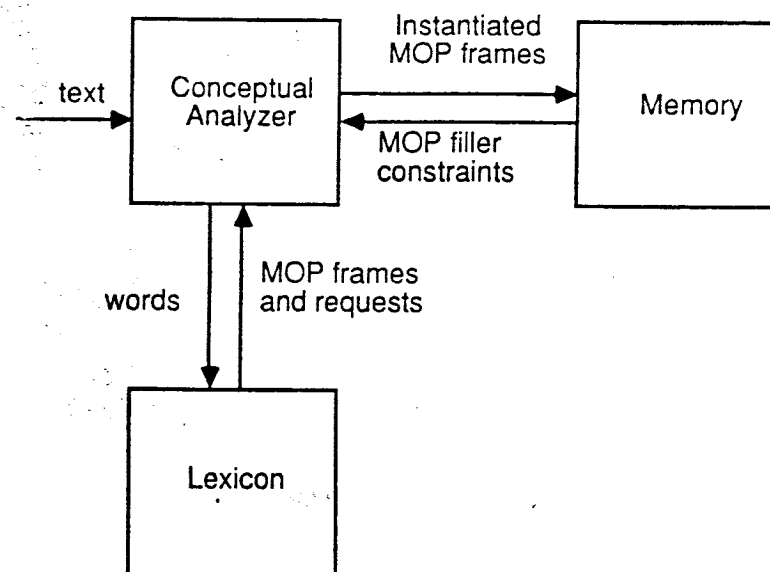 Instantiated
MOP frames
text
Conceptual
Analyzer
Memory
MOP filler
constraints
words
MOP frames
and requests
Lexicon